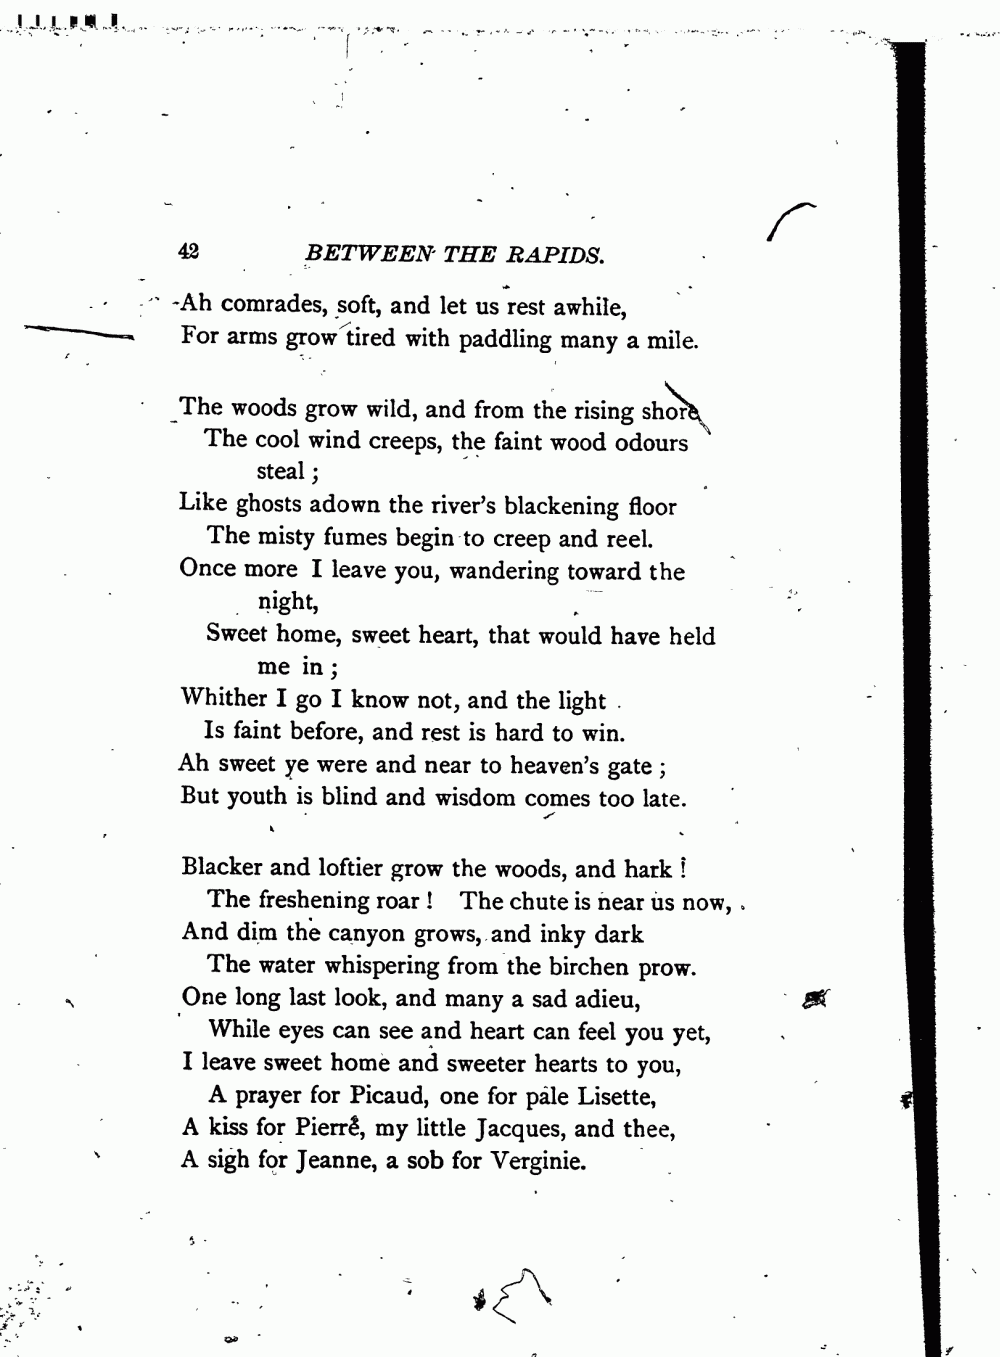 42 BETWEEN THE RAPIDS.
Ah comrades, soft, and let us rest awhile,
For arms grow tired with paddling many a mile.
The woods grow wild, and from the rising shore
The cool wind creeps, the faint wood odours
steal ;
Like ghosts adown the river's blackening floor
The misty fumes begin to creep and reel.
Once more I leave you, wandering toward the
night,
Sweet home, sweet heart, that would have held
me in ;
Whither I go I know not, and the light
Is faint before, and rest is hard to win.
Ah sweet ye were and near to heaven's gate ;
But youth is blind and wisdom comes too late.
Blacker and loftier grow the woods, and hark !
The freshening roar ! The chute is near us now,
And dim the canyon grows, and inky dark
The water whispering from the birchen prow.
One long last look, and many a sad adieu,
While eyes can see and heart can feel you yet,
I leave sweet home and sweeter hearts to you,
A prayer for Picaud, one for pale Lisette,
A kiss for Pierre, my little Jacques, and thee,
A sigh for Jeanne, a sob for Verginie.